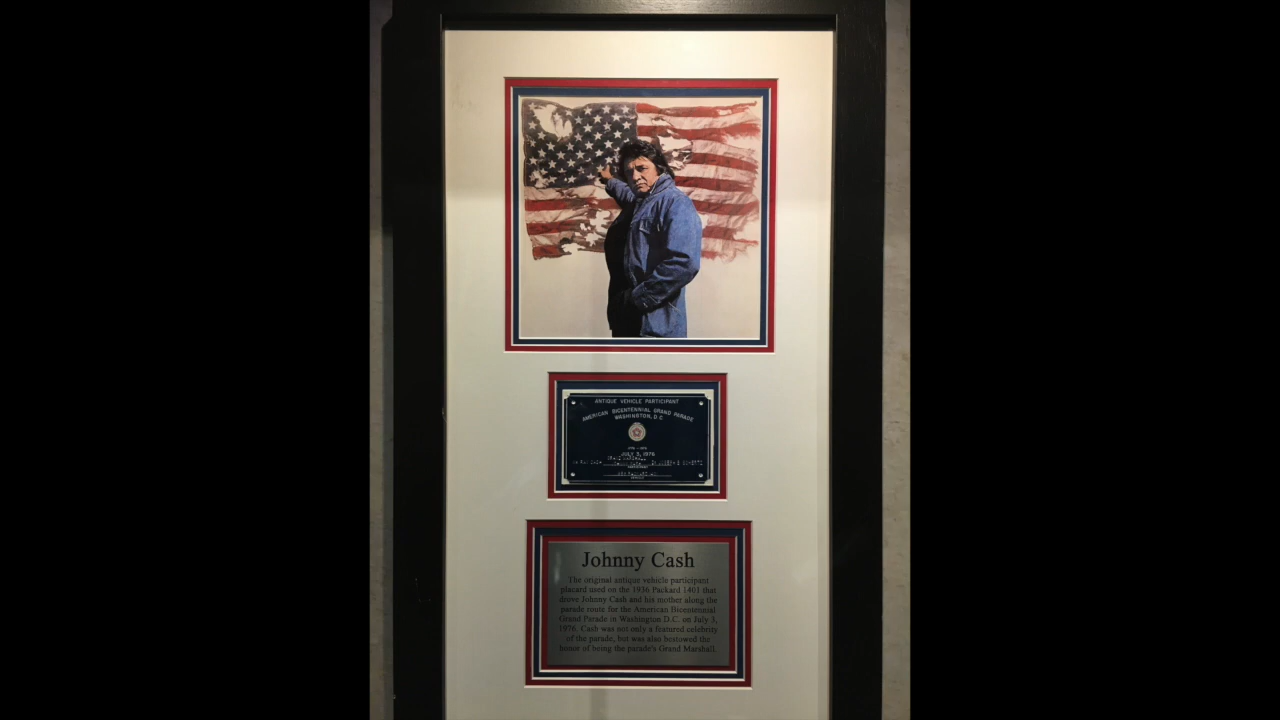 ANTIQUE VEHICLE PARTICIPANT
AMERICAN BICENTENNIAL GRAND PARADE
WASHINGTON, D.C.
JULY 3, 1976
Johnny Cash
The original antique vehicle participant
placard used on the 1936 Packard 1401 that
drove Johnny Cash and his mother along the
parade route for the American Bicentennial
Grand Parade in Washington D.C. on July 3,
1976. Cash was not only a featured celebrity
of the parade, but was also bestowed the
honor of being the parade's Grand Marshall.